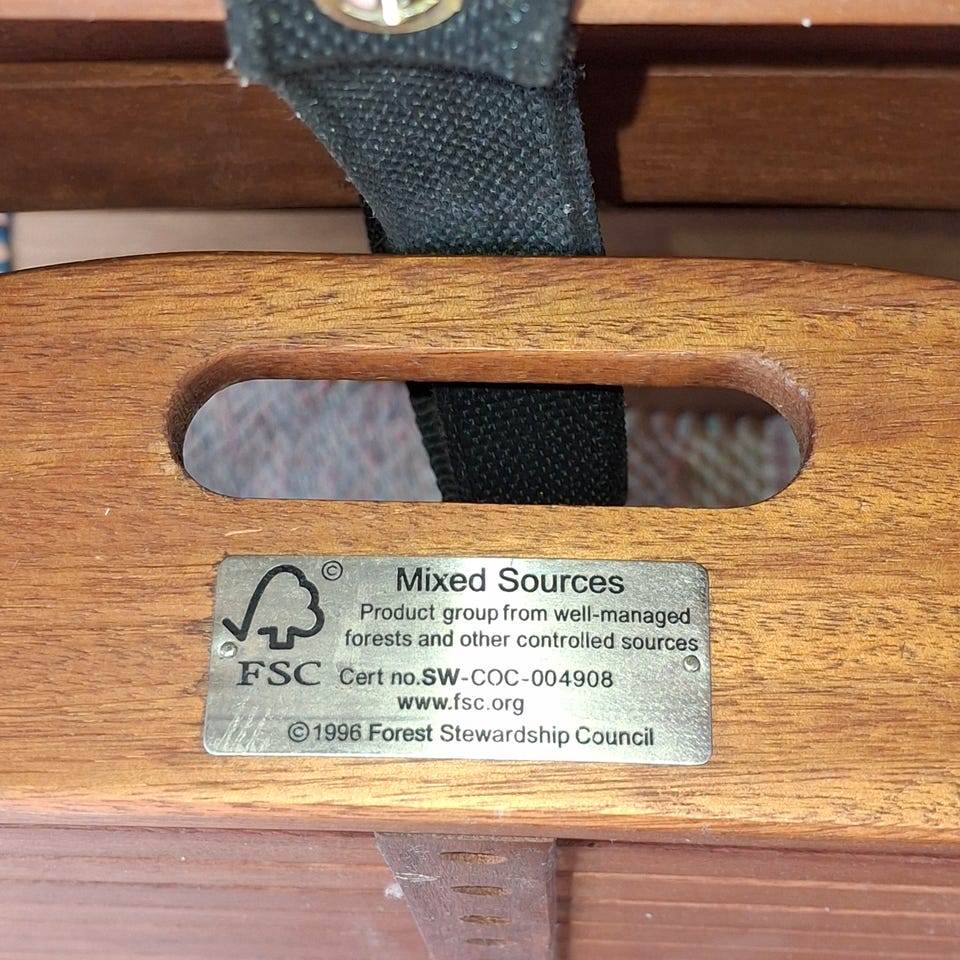 ©
Mixed Sources
Product group from well-managed
forests and other controlled sources
FSC
Cert no.SW-COC-004908
www.fsc.org
©1996 Forest Stewardship Council